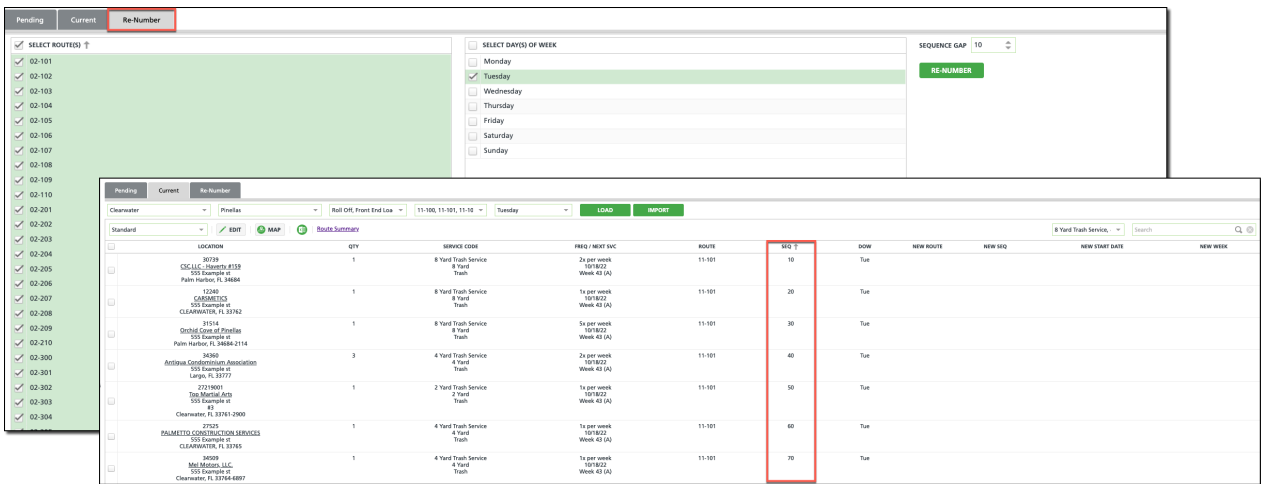 Pending Current Re-Number
SELECT ROUTE(S) ↑
02-101
02-102
02-103
02-104
02-105
02-106
02-107
02-108
02-109
02-110
02-201
02-202
02-203
02-204
02-205
02-206
02-207
02-208
02-209
02-210
02-300
02-301
02-302
02-303
02-304
SELECT DAY(S) OF WEEK
Monday
Tuesday
Wednesday
Thursday
Friday
Saturday
Sunday
SEQUENCE GAP 10
RE-NUMBER
Pending Current Re-Number
Clearwater Pinellas Roll Off, Front End Loa 11-100, 11-101, 11-10 Tuesday LOAD IMPORT
Standard EDIT MAP Route Summary 8 Yard Trash Service, Search
LOCATION QTY SERVICE CODE FREQ / NEXT SVC ROUTE SEQ ↑ DOW NEW ROUTE NEW SEQ NEW START DATE NEW WEEK
30739 1 8 Yard Trash Service 2x per week 11-101 10 Tue
CSC,LLC - Haverty #159 8 Yard 10/18/22
555 Example st Trash Week 43 (A)
Palm Harbor, FL 34684
12240 1 8 Yard Trash Service 1x per week 11-101 20 Tue
CARSMETICS 8 Yard 10/18/22
555 Example st Trash Week 43 (A)
CLEARWATER, FL 33762
31514 1 8 Yard Trash Service 5x per week 11-101 30 Tue
Orchid Cove of Pinellas 8 Yard 10/18/22
555 Example st Trash Week 43 (A)
Palm Harbor, FL 34684-2114
34360 3 4 Yard Trash Service 2x per week 11-101 40 Tue
Antigua Condominium Association 4 Yard 10/18/22
555 Example st Trash Week 43 (A)
Largo, FL 33777
27219001 1 2 Yard Trash Service 1x per week 11-101 50 Tue
Top Martial Arts 2 Yard 10/18/22
555 Example st Trash Week 43 (A)
#3
Clearwater, FL 33761-2900
27525 1 4 Yard Trash Service 1x per week 11-101 60 Tue
PALMETTO CONSTRUCTION SERVICES 4 Yard 10/18/22
555 Example st Trash Week 43 (A)
CLEARWATER, FL 33765
34509 1 4 Yard Trash Service 1x per week 11-101 70 Tue
Mel Motors, LLC. 4 Yard 10/18/22
555 Example st Trash Week 43 (A)
Clearwater, FL 33764-6897